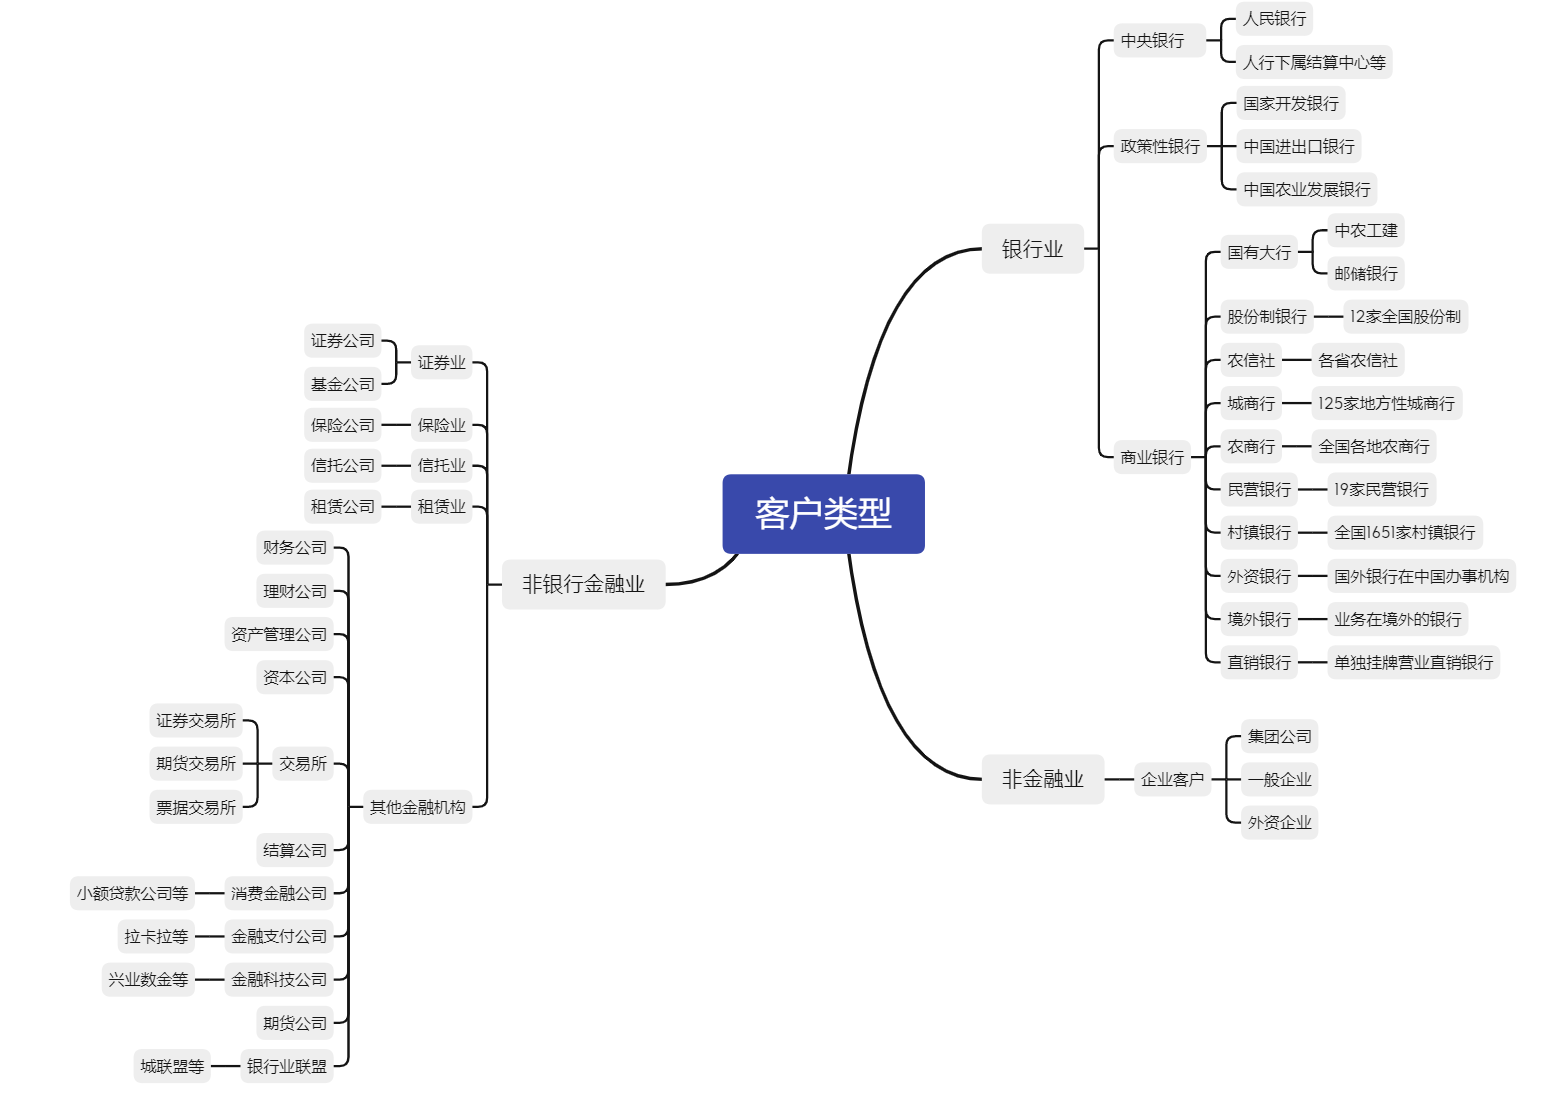 客户类型
银行业
中央银行
人民银行
人行下属结算中心等
政策性银行
国家开发银行
中国进出口银行
中国农业发展银行
商业银行
国有大行
中农工建
邮储银行
股份制银行
12家全国股份制
农信社
各省农信社
城商行
125家地方性城商行
农商行
全国各地农商行
民营银行
19家民营银行
村镇银行
全国1651家村镇银行
外资银行
国外银行在中国办事机构
境外银行
业务在境外的银行
直销银行
单独挂牌营业直销银行
非金融业
企业客户
集团公司
一般企业
外资企业
非银行金融业
证券业
证券公司
基金公司
保险业
保险公司
信托业
信托公司
租赁业
租赁公司
其他金融机构
财务公司
理财公司
资产管理公司
资本公司
交易所
证券交易所
期货交易所
票据交易所
结算公司
消费金融公司
小额贷款公司等
金融支付公司
拉卡拉等
金融科技公司
兴业数金等
期货公司
银行业联盟
城联盟等